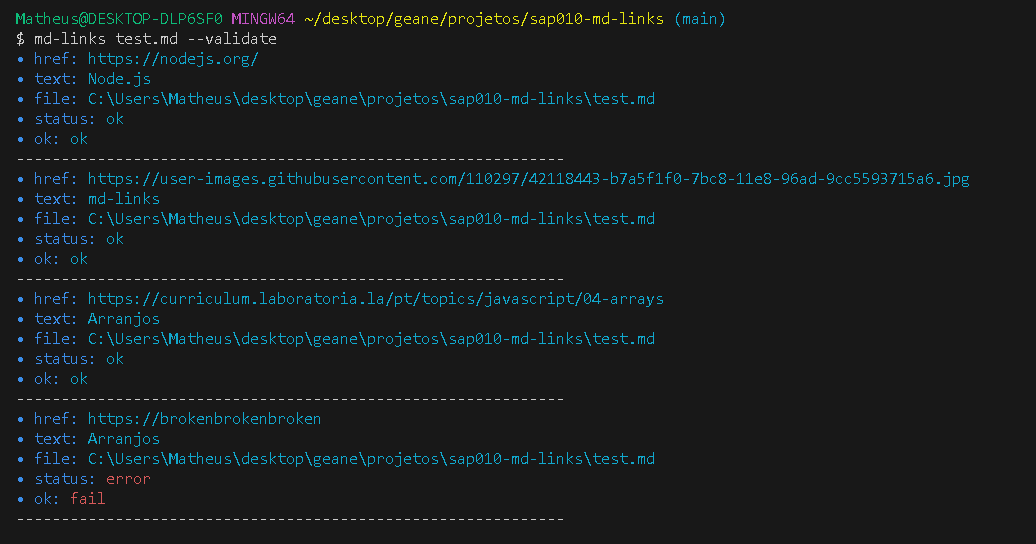 Matheus@DESKTOP-DLP6SF0 MINGW64 ~/desktop/geane/projetos/sap010-md-links (main)
$ md-links test.md --validate
• href: https://nodejs.org/
• text: Node.js
• file: C:\Users\Matheus\desktop\geane\projetos\sap010-md-links\test.md
• status: ok
• ok: ok
-------------------------------------------------------------
• href: https://user-images.githubusercontent.com/110297/42118443-b7a5f1f0-7bc8-11e8-96ad-9cc5593715a6.jpg
• text: md-links
• file: C:\Users\Matheus\desktop\geane\projetos\sap010-md-links\test.md
• status: ok
• ok: ok
-------------------------------------------------------------
• href: https://curriculum.laboratoria.la/pt/topics/javascript/04-arrays
• text: Arranjos
• file: C:\Users\Matheus\desktop\geane\projetos\sap010-md-links\test.md
• status: ok
• ok: ok
-------------------------------------------------------------
• href: https://brokenbrokenbroken
• text: Arranjos
• file: C:\Users\Matheus\desktop\geane\projetos\sap010-md-links\test.md
• status: error
• ok: fail
-------------------------------------------------------------